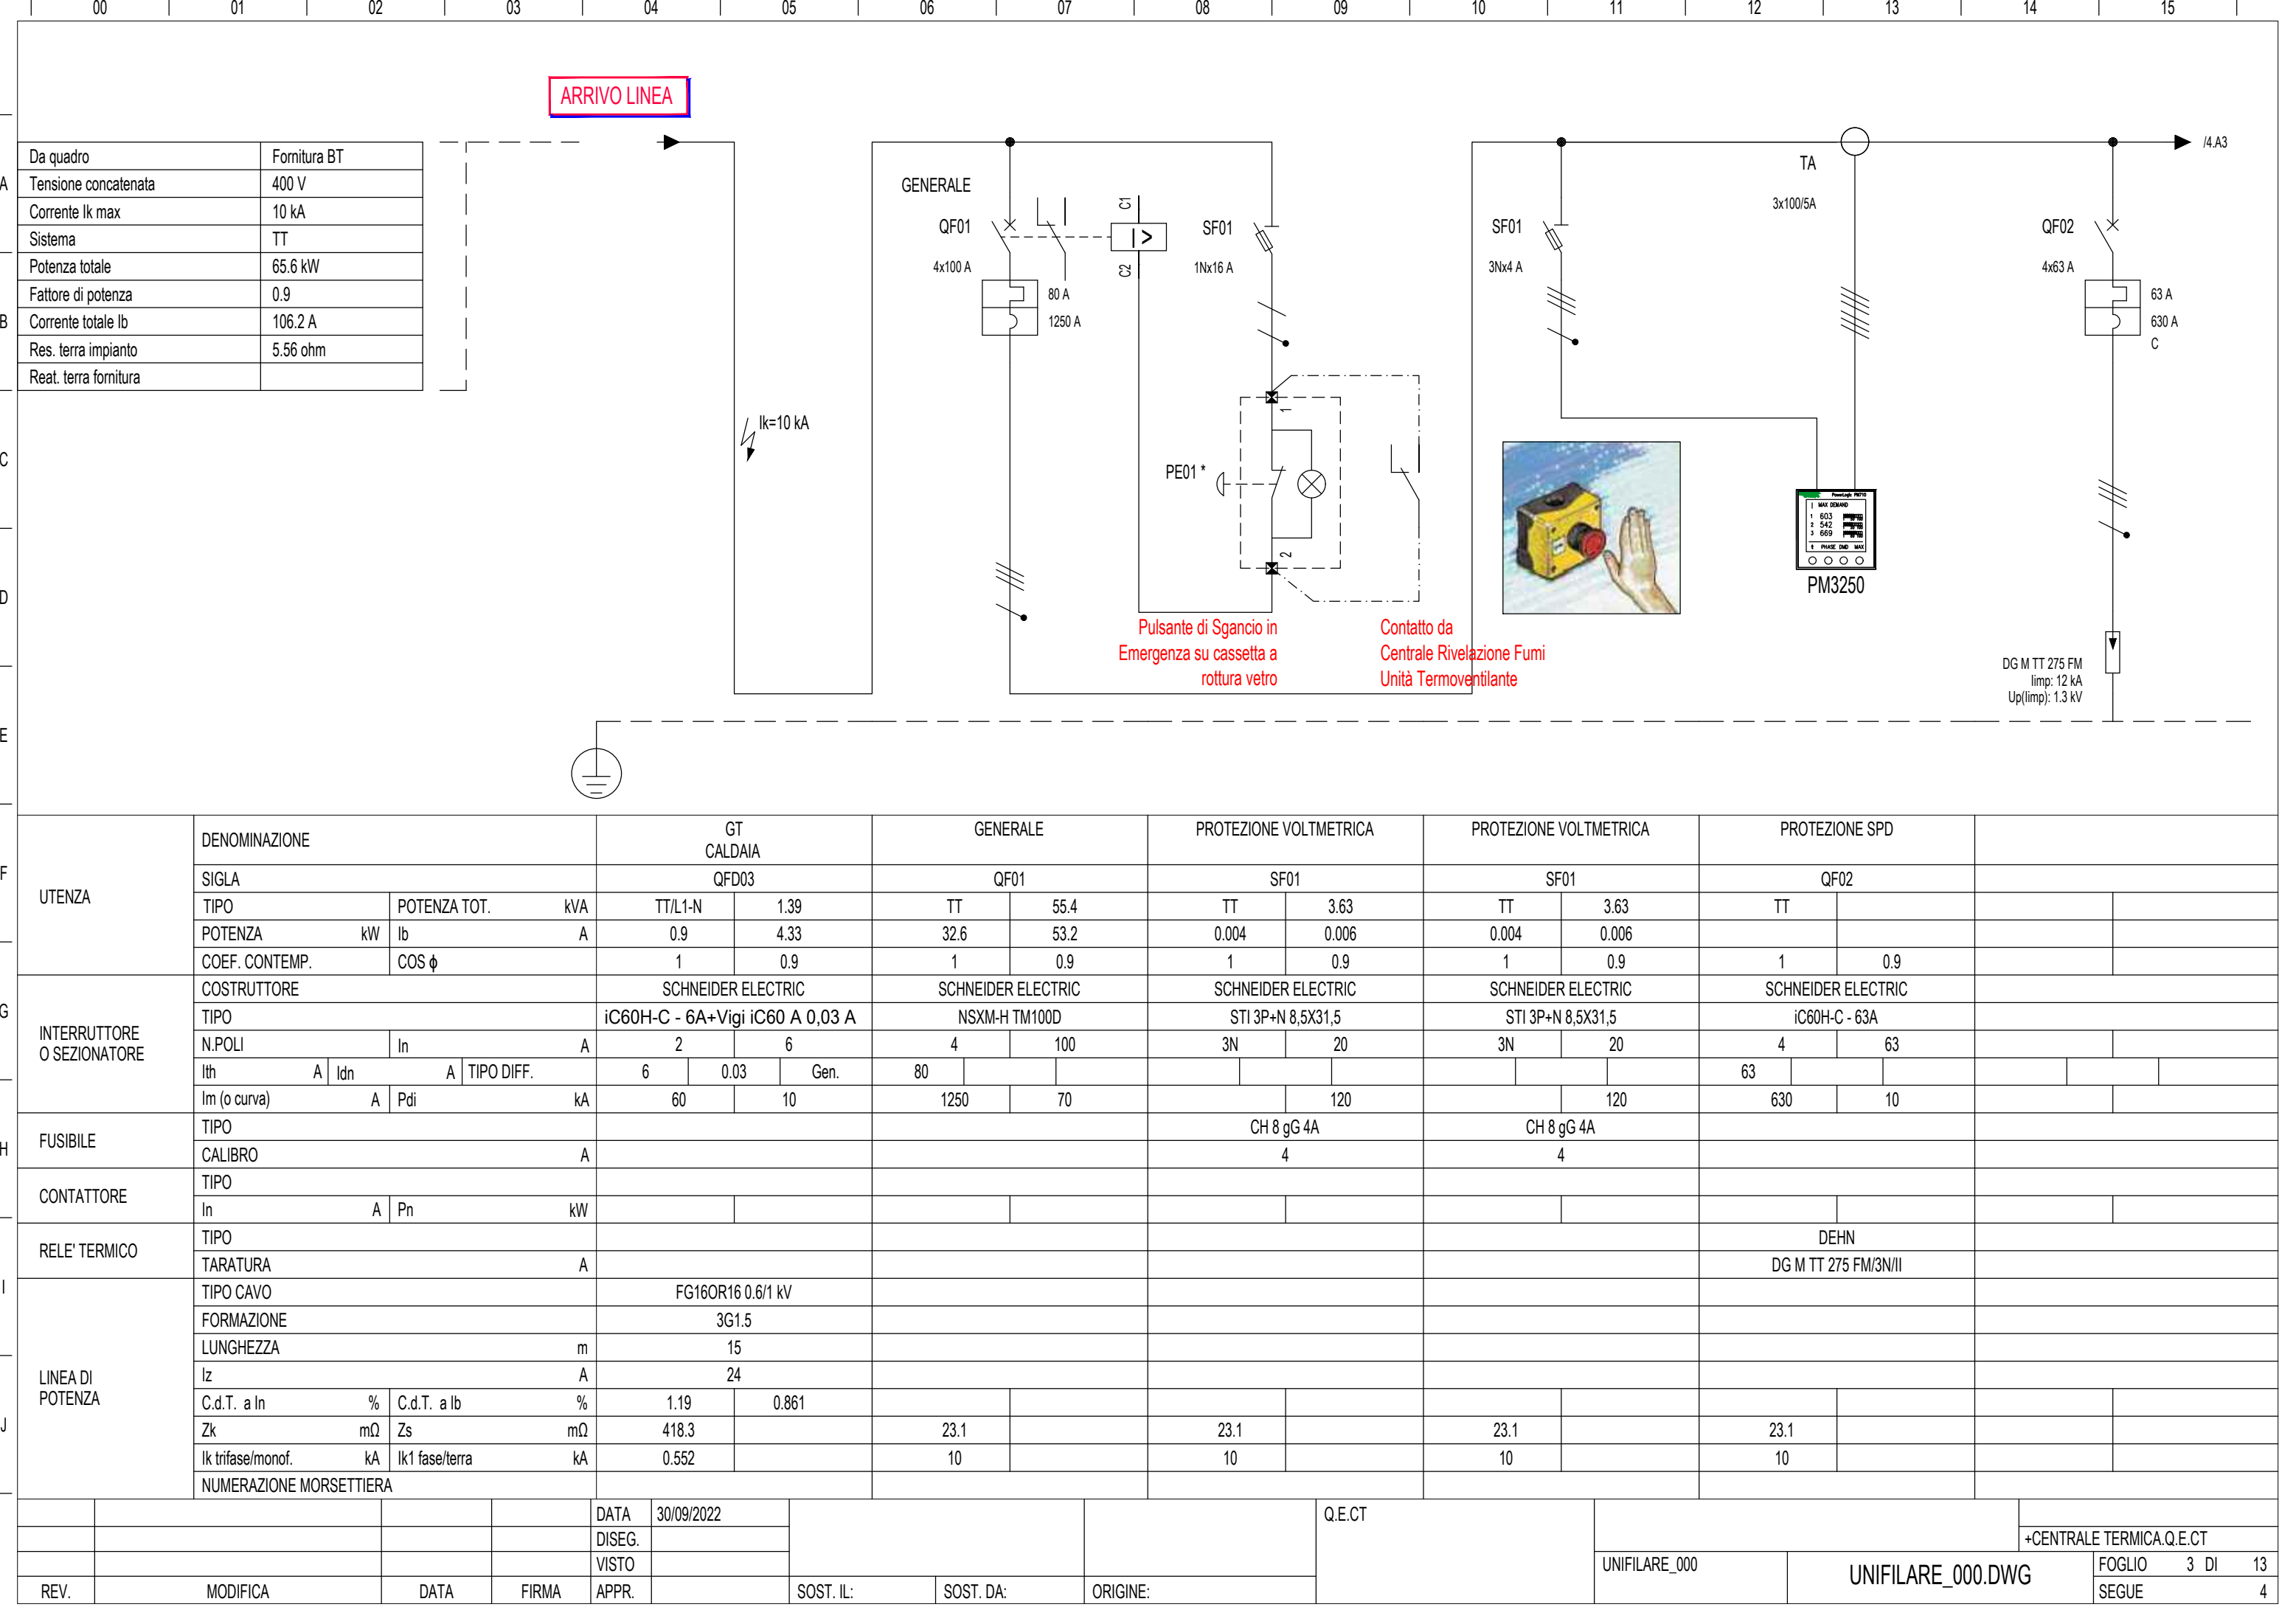 00 01 02 03 04 05 06 07 08 09 10 11 12 13 14 15
ARRIVO LINEA
A
B
C
D
E
F
G
H
I
J
Da quadro Fornitura BT
Tensione concatenata 400 V
Corrente Ik max 10 kA
Sistema TT
Potenza totale 65.6 kW
Fattore di potenza 0.9
Corrente totale Ib 106.2 A
Res. terra impianto 5.56 ohm
Reat. terra fornitura
Ik=10 kA
GENERALE
QF01
4x100 A
80 A
1250 A
C1
I >
C2
SF01
1Nx16 A
1
PE01 *
2
Pulsante di Sgancio in
Emergenza su cassetta a
rottura vetro
Contatto da
Centrale Rivelazione Fumi
Unità Termoventilante
SF01
3Nx4 A
TA
3x100/5A
PowerLogic PM710
MAX DEMAND
1 603
2 542
3 669
PHASE DMD MAX
PM3250
/4.A3
QF02
4x63 A
63 A
630 A
C
DG M TT 275 FM
Iimp: 12 kA
Up(Iimp): 1.3 kV
UTENZA
DENOMINAZIONE GT CALDAIA GENERALE PROTEZIONE VOLTMETRICA PROTEZIONE VOLTMETRICA PROTEZIONE SPD
SIGLA QFD03 QF01 SF01 SF01 QF02
TIPO POTENZA TOT. kVA TT/L1-N 1.39 TT 55.4 TT 3.63 TT 3.63 TT
POTENZA kW Ib A 0.9 4.33 32.6 53.2 0.004 0.006 0.004 0.006
COEF. CONTEMP. COS ϕ 1 0.9 1 0.9 1 0.9 1 0.9 1 0.9
INTERRUTTORE
O SEZIONATORE
COSTRUTTORE SCHNEIDER ELECTRIC SCHNEIDER ELECTRIC SCHNEIDER ELECTRIC SCHNEIDER ELECTRIC SCHNEIDER ELECTRIC
TIPO iC60H-C - 6A+Vigi iC60 A 0,03 A NSXM-H TM100D STI 3P+N 8,5X31,5 STI 3P+N 8,5X31,5 iC60H-C - 63A
N.POLI In A 2 6 4 100 3N 20 3N 20 4 63
Ith A Idn A TIPO DIFF. 6 0.03 Gen. 80 63
Im (o curva) A Pdi kA 60 10 1250 70 120 120 630 10
FUSIBILE
TIPO CH 8 gG 4A CH 8 gG 4A
CALIBRO A 4 4
CONTATTORE
TIPO
In A Pn kW
RELE' TERMICO
TIPO DEHN
TARATURA A DG M TT 275 FM/3N/II
LINEA DI
POTENZA
TIPO CAVO FG16OR16 0.6/1 kV
FORMAZIONE 3G1.5
LUNGHEZZA m 15
Iz A 24
C.d.T. a In % C.d.T. a Ib % 1.19 0.861
Zk mΩ Zs mΩ 418.3 23.1 23.1 23.1 23.1
Ik trifase/monof. kA Ik1 fase/terra kA 0.552 10 10 10 10
NUMERAZIONE MORSETTIERA
DATA 30/09/2022
DISEG.
VISTO
REV. MODIFICA DATA FIRMA APPR. SOST. IL: SOST. DA: ORIGINE:
Q.E.CT
UNIFILARE_000
UNIFILARE_000.DWG
+CENTRALE TERMICA.Q.E.CT
FOGLIO 3 DI 13
SEGUE 4